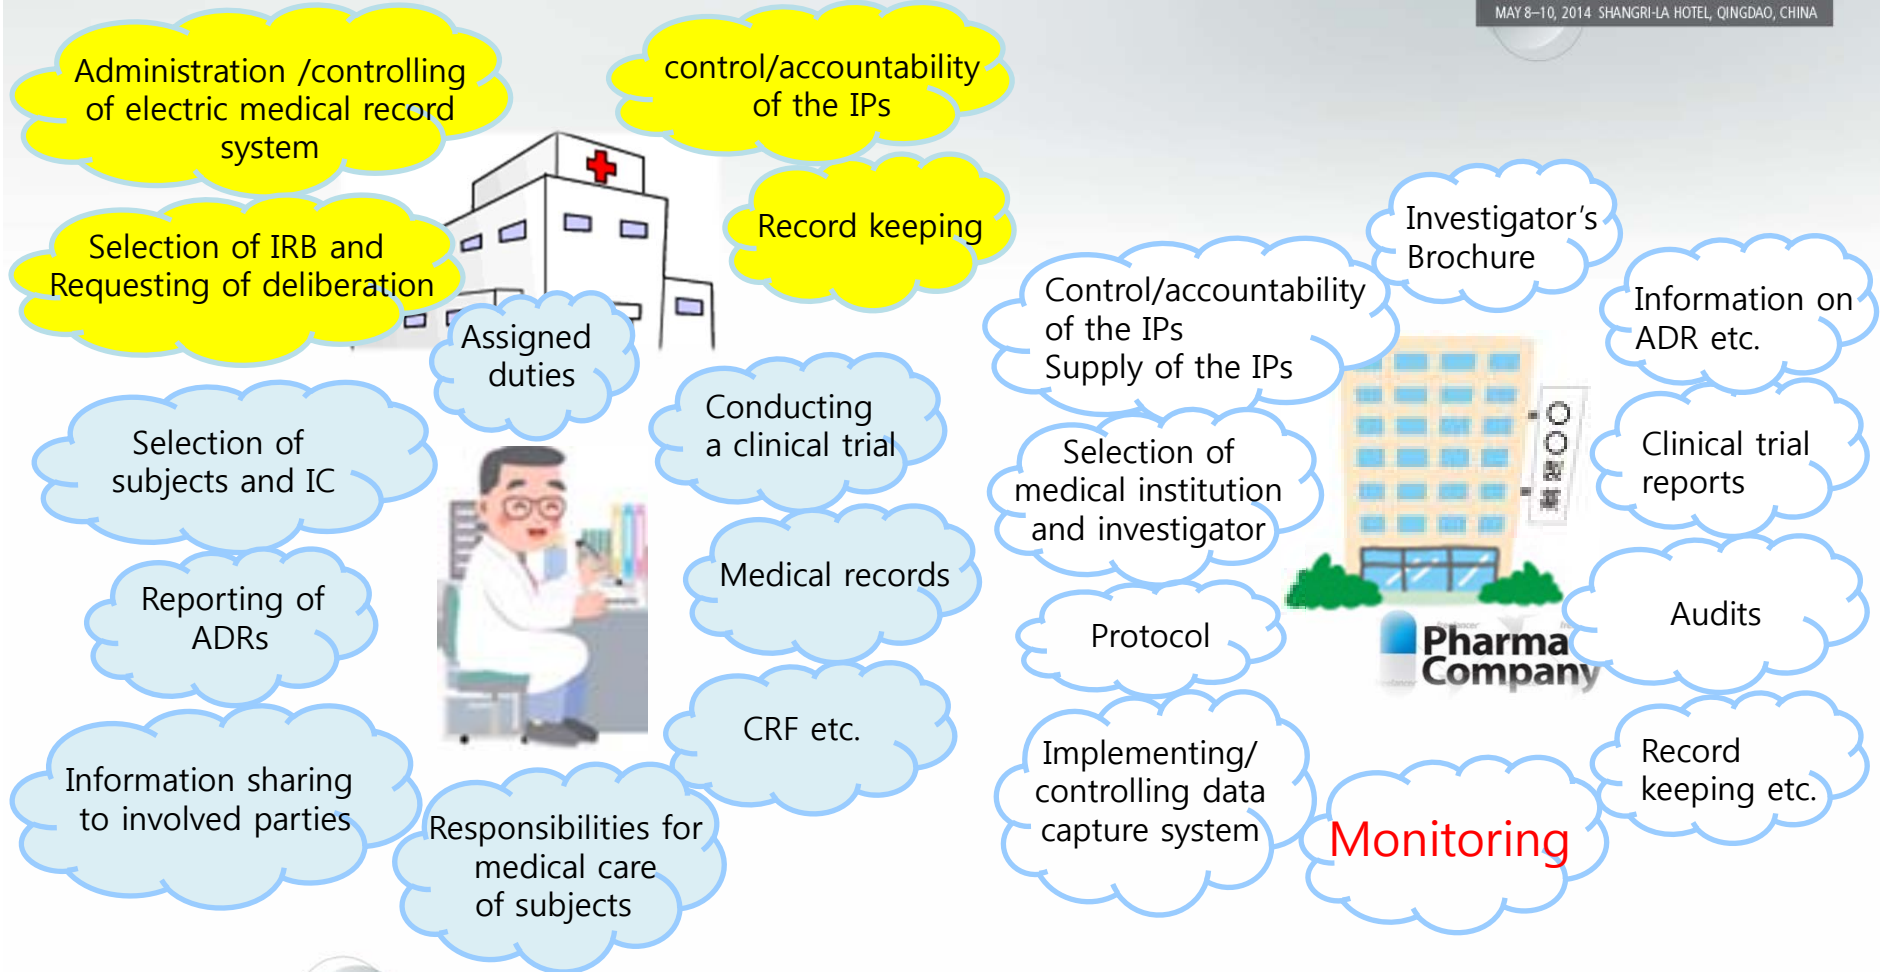 MAY 8–10, 2014 SHANGRI-LA HOTEL, QINGDAO, CHINA
Administration /controlling
of electric medical record
system
control/accountability
of the IPs
Record keeping
Selection of IRB and
Requesting of deliberation
Assigned
duties
Selection of
subjects and IC
Conducting
a clinical trial
Reporting of
ADRs
Medical records
CRF etc.
Information sharing
to involved parties
Responsibilities for
medical care
of subjects
Investigator's
Brochure
Control/accountability
of the IPs
Supply of the IPs
Information on
ADR etc.
Selection of
medical institution
and investigator
Clinical trial
reports
Protocol
Audits
Pharma
Company
Implementing/
controlling data
capture system
Monitoring
Record
keeping etc.